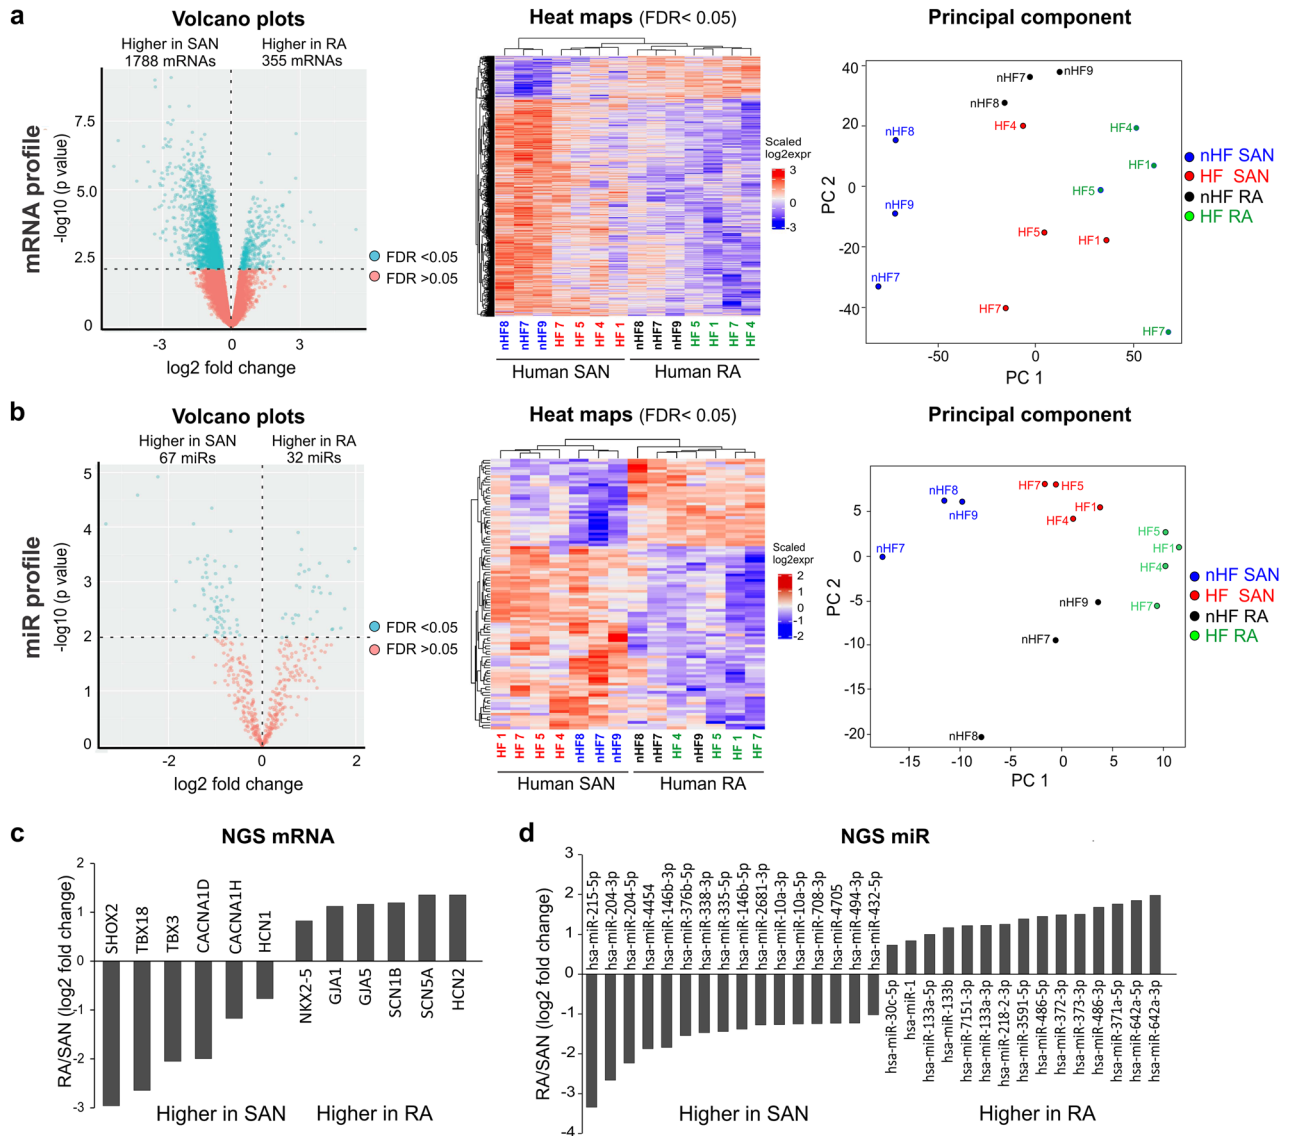 a
Volcano plots
Higher in SAN
1788 mRNAs
Higher in RA
355 mRNAs
mRNA profile
-log10 (p value)
7.5
5.0
2.5
0
-3
0
3
log2 fold change
FDR <0.05
FDR >0.05
Heat maps (FDR< 0.05)
Scaled
log2expr
3
0
-3
nHF8
nHF7
nHF9
HF 7
HF 5
HF 4
HF 1
nHF8
nHF7
nHF9
HF 5
HF 1
HF 7
HF 4
Human SAN
Human RA
Principal component
PC 2
40
20
0
-20
-40
-50
0
50
PC 1
nHF7
nHF9
nHF8
HF4
nHF8
HF4
HF1
HF5
nHF9
HF5
HF1
nHF7
HF7
HF7
nHF SAN
HF SAN
nHF RA
HF RA
b
Volcano plots
Higher in SAN
67 miRs
Higher in RA
32 miRs
miR profile
-log10 (p value)
5
4
3
2
1
0
-2
0
2
log2 fold change
FDR <0.05
FDR >0.05
Heat maps (FDR< 0.05)
Scaled
log2expr
2
1
0
-1
-2
HF 1
HF 7
HF 5
HF 4
nHF8
nHF7
nHF9
nHF8
nHF7
HF 4
nHF9
HF 5
HF 1
HF 7
Human SAN
Human RA
Principal component
PC 2
5
0
-5
-10
-15
-20
-15
-10
-5
0
5
10
PC 1
nHF8
nHF9
HF7
HF5
HF1
HF4
nHF7
HF5
HF1
HF4
nHF9
HF7
nHF7
nHF8
nHF SAN
HF SAN
nHF RA
HF RA
c
NGS mRNA
RA/SAN (log2 fold change)
2
1
0
-1
-2
-3
SHOX2
TBX18
TBX3
CACNA1D
CACNA1H
HCN1
NKX2-5
GJA1
GJA5
SCN1B
SCN5A
HCN2
Higher in SAN
Higher in RA
d
NGS miR
RA/SAN (log2 fold change)
3
2
1
0
-1
-2
-3
-4
hsa-miR-215-5p
hsa-miR-204-3p
hsa-miR-204-5p
hsa-miR-4454
hsa-miR-146b-3p
hsa-miR-376b-5p
hsa-miR-338-3p
hsa-miR-335-5p
hsa-miR-146b-5p
hsa-miR-2681-3p
hsa-miR-10a-3p
hsa-miR-10a-5p
hsa-miR-708-3p
hsa-miR-4705
hsa-miR-494-3p
hsa-miR-432-5p
hsa-miR-30c-5p
hsa-miR-1
hsa-miR-133a-5p
hsa-miR-133b
hsa-miR-7151-3p
hsa-miR-133a-3p
hsa-miR-218-2-3p
hsa-miR-3591-5p
hsa-miR-486-5p
hsa-miR-372-3p
hsa-miR-373-3p
hsa-miR-486-3p
hsa-miR-371a-5p
hsa-miR-642a-5p
hsa-miR-642a-3p
Higher in SAN
Higher in RA